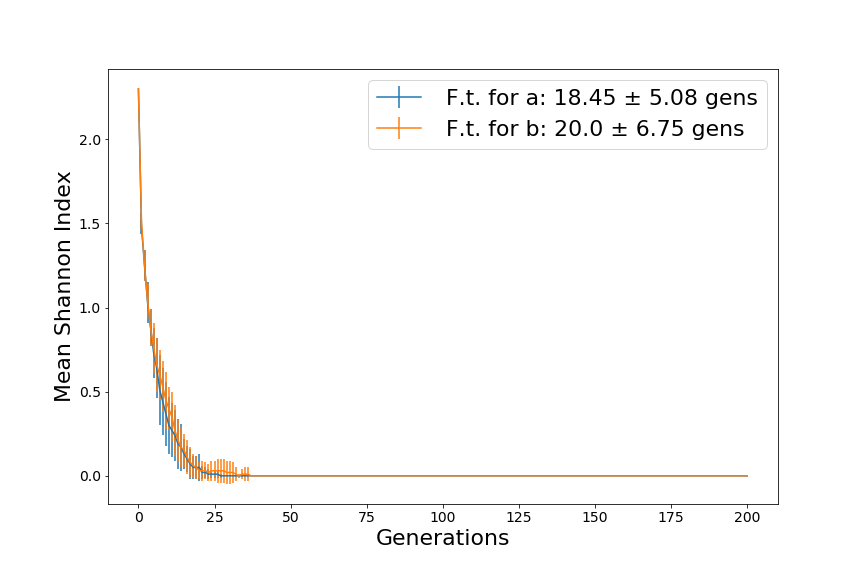 F.t. for a: 18.45 ± 5.08 gens
F.t. for b: 20.0 ± 6.75 gens
Mean Shannon Index
2.0
1.5
1.0
0.5
0.0
0 25 50 75 100 125 150 175 200
Generations